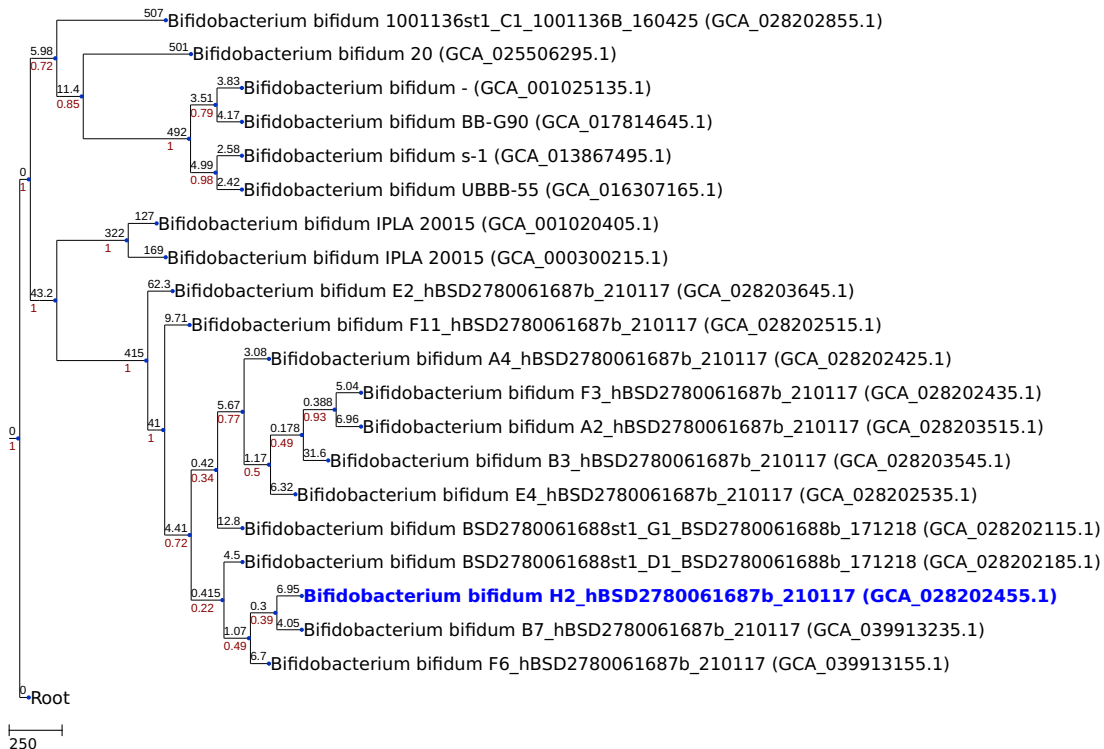 507 Bifidobacterium bifidum 1001136st1_C1_1001136B_160425 (GCA_028202855.1)
5.98
0.72
501 Bifidobacterium bifidum 20 (GCA_025506295.1)
11.4
0.85
3.83 Bifidobacterium bifidum - (GCA_001025135.1)
3.51
0.79
4.17 Bifidobacterium bifidum BB-G90 (GCA_017814645.1)
492
1
2.58 Bifidobacterium bifidum s-1 (GCA_013867495.1)
4.99
0.98
2.42 Bifidobacterium bifidum UBBB-55 (GCA_016307165.1)
0
1
127 Bifidobacterium bifidum IPLA 20015 (GCA_001020405.1)
322
1
169 Bifidobacterium bifidum IPLA 20015 (GCA_000300215.1)
43.2
1
62.3 Bifidobacterium bifidum E2_hBSD2780061687b_210117 (GCA_028203645.1)
9.71 Bifidobacterium bifidum F11_hBSD2780061687b_210117 (GCA_028202515.1)
415
1
3.08 Bifidobacterium bifidum A4_hBSD2780061687b_210117 (GCA_028202425.1)
5.04 Bifidobacterium bifidum F3_hBSD2780061687b_210117 (GCA_028202435.1)
0.388
0.93
5.67
0.77
6.96 Bifidobacterium bifidum A2_hBSD2780061687b_210117 (GCA_028203515.1)
41
1
0.178
0.49
31.6 Bifidobacterium bifidum B3_hBSD2780061687b_210117 (GCA_028203545.1)
1.17
0.5
0
1
0.42
0.34
6.32 Bifidobacterium bifidum E4_hBSD2780061687b_210117 (GCA_028202535.1)
12.8 Bifidobacterium bifidum BSD2780061688st1_G1_BSD2780061688b_171218 (GCA_028202115.1)
4.41
0.72
4.5 Bifidobacterium bifidum BSD2780061688st1_D1_BSD2780061688b_171218 (GCA_028202185.1)
0.415
0.22
6.95 Bifidobacterium bifidum H2_hBSD2780061687b_210117 (GCA_028202455.1)
0.3
0.39
4.05 Bifidobacterium bifidum B7_hBSD2780061687b_210117 (GCA_039913235.1)
1.07
0.49
6.7 Bifidobacterium bifidum F6_hBSD2780061687b_210117 (GCA_039913155.1)
0 Root
250